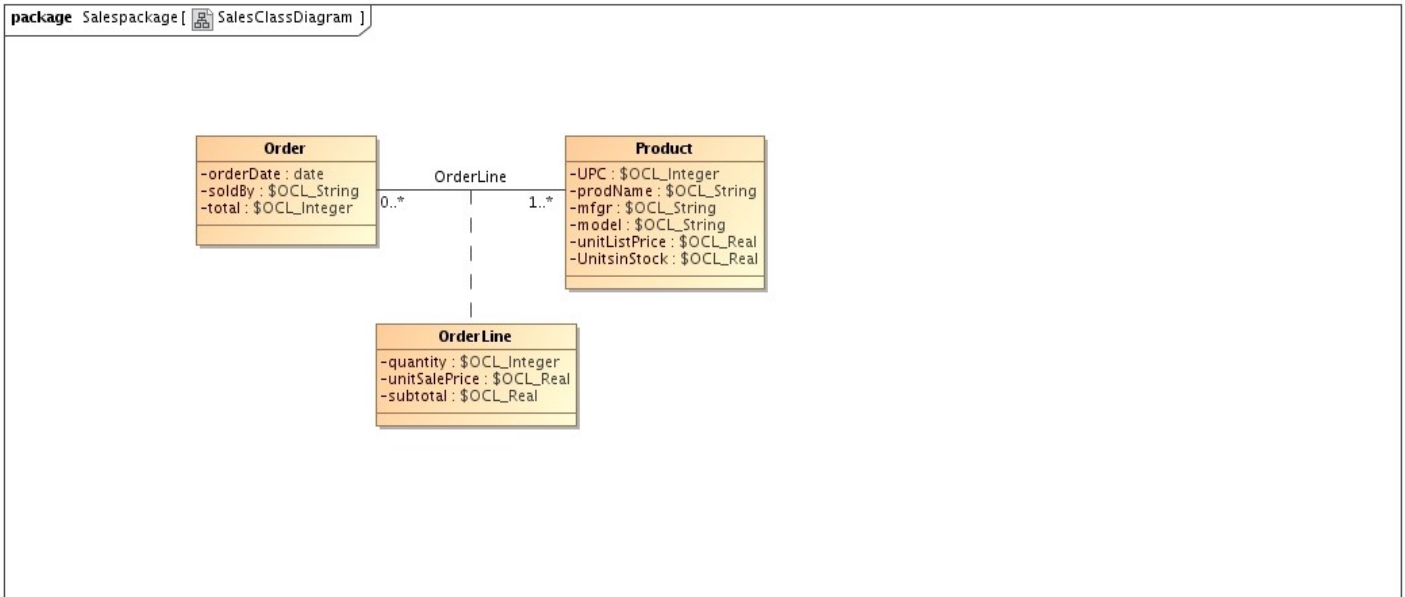 package Salespackage[ SalesClassDiagram ]
Order
-orderDate : date
-soldBy : $OCL_String
-total : $OCL_Integer
OrderLine
0..*
1..*
Product
-UPC : $OCL_Integer
-prodName : $OCL_String
-mfgr : $OCL_String
-model : $OCL_String
-unitListPrice : $OCL_Real
-UnitsinStock : $OCL_Real
OrderLine
-quantity : $OCL_Integer
-unitSalePrice : $OCL_Real
-subtotal : $OCL_Real